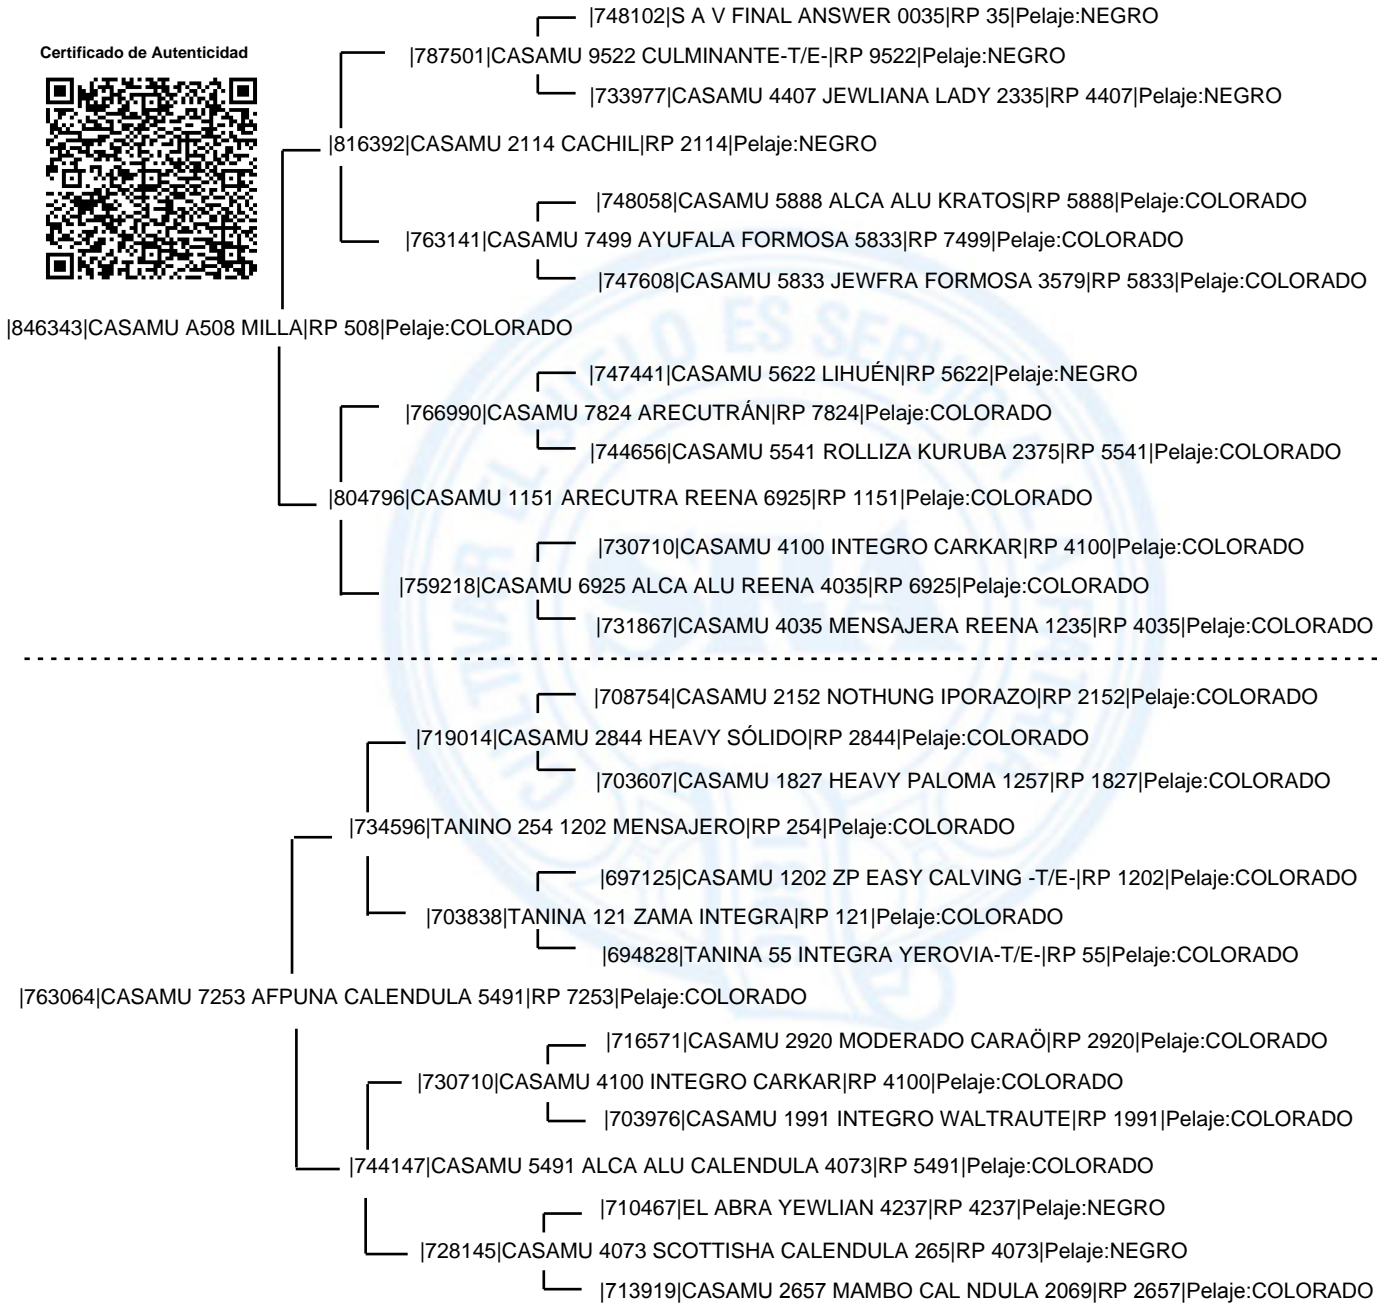 |748102|S A V FINAL ANSWER 0035|RP 35|Pelaje:NEGRO
Certificado de Autenticidad
|787501|CASAMU 9522 CULMINANTE-T/E-|RP 9522|Pelaje:NEGRO
|733977|CASAMU 4407 JEWLIANA LADY 2335|RP 4407|Pelaje:NEGRO
|816392|CASAMU 2114 CACHIL|RP 2114|Pelaje:NEGRO
|748058|CASAMU 5888 ALCA ALU KRATOS|RP 5888|Pelaje:COLORADO
|763141|CASAMU 7499 AYUFALA FORMOSA 5833|RP 7499|Pelaje:COLORADO
|747608|CASAMU 5833 JEWFRA FORMOSA 3579|RP 5833|Pelaje:COLORADO
|846343|CASAMU A508 MILLA|RP 508|Pelaje:COLORADO
|747441|CASAMU 5622 LIHUÉN|RP 5622|Pelaje:NEGRO
|766990|CASAMU 7824 ARECUTRÁN|RP 7824|Pelaje:COLORADO
|744656|CASAMU 5541 ROLLIZA KURUBA 2375|RP 5541|Pelaje:COLORADO
|804796|CASAMU 1151 ARECUTRA REENA 6925|RP 1151|Pelaje:COLORADO
|730710|CASAMU 4100 INTEGRO CARKAR|RP 4100|Pelaje:COLORADO
|759218|CASAMU 6925 ALCA ALU REENA 4035|RP 6925|Pelaje:COLORADO
|731867|CASAMU 4035 MENSAJERA REENA 1235|RP 4035|Pelaje:COLORADO
|708754|CASAMU 2152 NOTHUNG IPORAZO|RP 2152|Pelaje:COLORADO
|719014|CASAMU 2844 HEAVY SÓLIDO|RP 2844|Pelaje:COLORADO
|703607|CASAMU 1827 HEAVY PALOMA 1257|RP 1827|Pelaje:COLORADO
|734596|TANINO 254 1202 MENSAJERO|RP 254|Pelaje:COLORADO
|697125|CASAMU 1202 ZP EASY CALVING -T/E-|RP 1202|Pelaje:COLORADO
|703838|TANINA 121 ZAMA INTEGRA|RP 121|Pelaje:COLORADO
|694828|TANINA 55 INTEGRA YEROVIA-T/E-|RP 55|Pelaje:COLORADO
|763064|CASAMU 7253 AFPUNA CALENDULA 5491|RP 7253|Pelaje:COLORADO
|716571|CASAMU 2920 MODERADO CARAÖ|RP 2920|Pelaje:COLORADO
|730710|CASAMU 4100 INTEGRO CARKAR|RP 4100|Pelaje:COLORADO
|703976|CASAMU 1991 INTEGRO WALTRAUTE|RP 1991|Pelaje:COLORADO
|744147|CASAMU 5491 ALCA ALU CALENDULA 4073|RP 5491|Pelaje:COLORADO
|710467|EL ABRA YEWLIAN 4237|RP 4237|Pelaje:NEGRO
|728145|CASAMU 4073 SCOTTISHA CALENDULA 265|RP 4073|Pelaje:NEGRO
|713919|CASAMU 2657 MAMBO CAL NDULA 2069|RP 2657|Pelaje:COLORADO
CULTIVAR EL SUELO ES SERVIR A LA PATRIA
SRA
1866